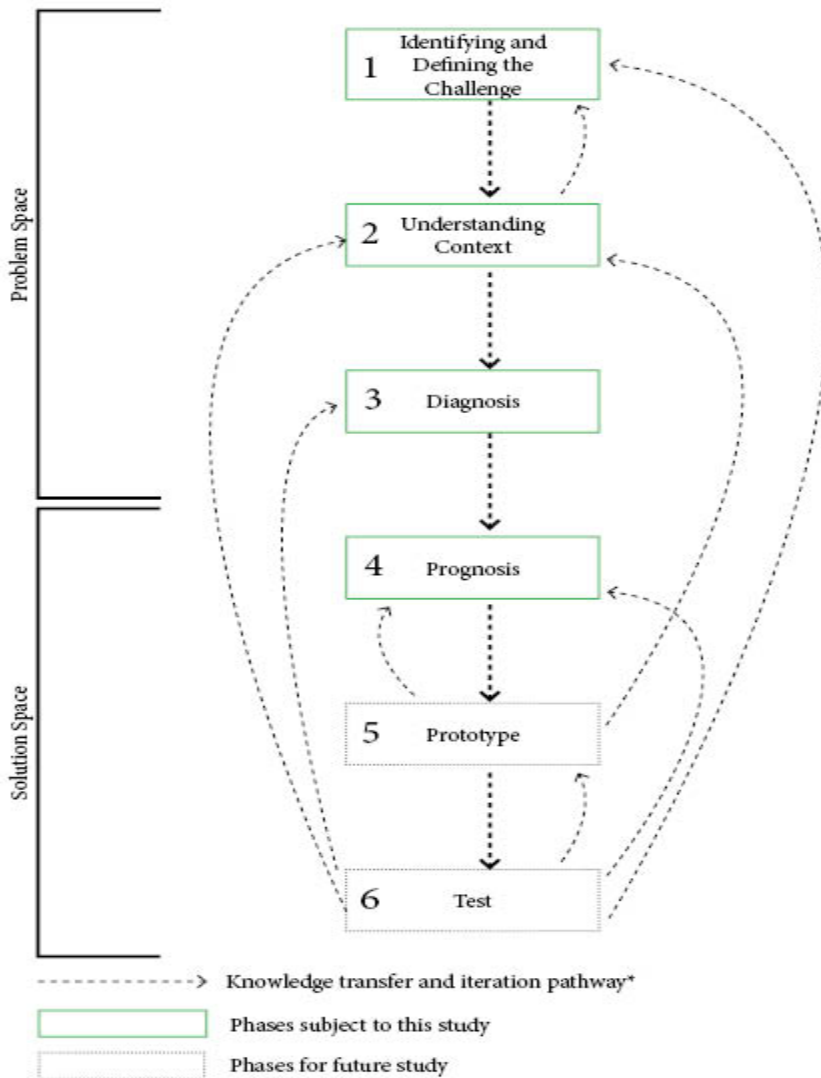 1
Identifying and
Defining the
Challenge
Problem Space
2
Understanding
Context
3
Diagnosis
4
Prognosis
Solution Space
5
Prototype
6
Test
Knowledge transfer and iteration pathway*
Phases subject to this study
Phases for future study